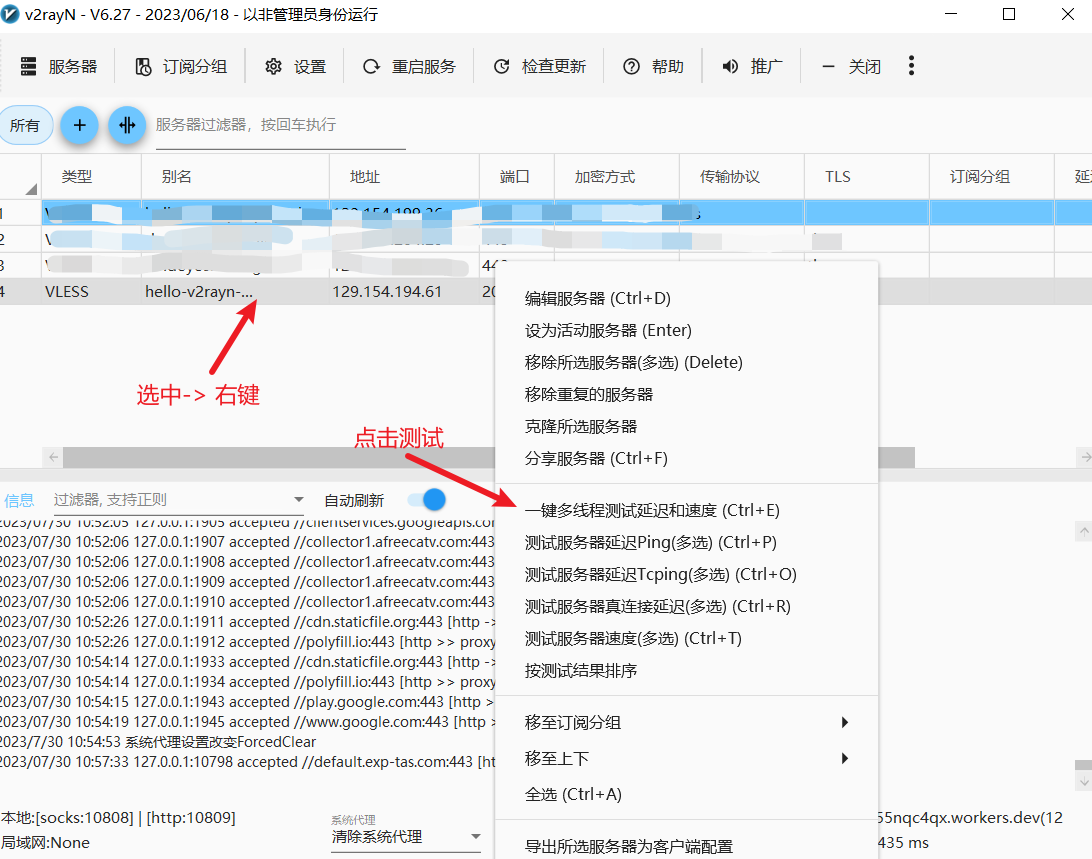 v2rayN - V6.27 - 2023/06/18 - 以非管理员身份运行
服务器 订阅分组 设置 重启服务 检查更新 帮助 推广 关闭
所有 服务器过滤器，按回车执行
类型 别名 地址 端口 加密方式 传输协议 TLS 订阅分组
1
2
3
4 VLESS hello-v2rayn-... 129.154.194.61 20
选中-> 右键
点击测试
编辑服务器 (Ctrl+D)
设为活动服务器 (Enter)
移除所选服务器(多选) (Delete)
移除重复的服务器
克隆所选服务器
分享服务器 (Ctrl+F)
一键多线程测试延迟和速度 (Ctrl+E)
测试服务器延迟Ping(多选) (Ctrl+P)
测试服务器延迟Tcping(多选) (Ctrl+O)
测试服务器真连接延迟(多选) (Ctrl+R)
测试服务器速度(多选) (Ctrl+T)
按测试结果排序
移至订阅分组
移至上下
全选 (Ctrl+A)
导出所选服务器为客户端配置
信息 过滤器, 支持正则 自动刷新
2023/07/30 10:52:05 127.0.0.1:1905 accepted //clientservices.googleapis.com
2023/07/30 10:52:06 127.0.0.1:1907 accepted //collector1.afreecatv.com:443
2023/07/30 10:52:06 127.0.0.1:1908 accepted //collector1.afreecatv.com:443
2023/07/30 10:52:06 127.0.0.1:1909 accepted //collector1.afreecatv.com:443
2023/07/30 10:52:06 127.0.0.1:1910 accepted //collector1.afreecatv.com:443
2023/07/30 10:52:26 127.0.0.1:1911 accepted //cdn.staticfile.org:443 [http ->
2023/07/30 10:52:26 127.0.0.1:1912 accepted //polyfill.io:443 [http >> proxy
2023/07/30 10:54:14 127.0.0.1:1933 accepted //cdn.staticfile.org:443 [http ->
2023/07/30 10:54:14 127.0.0.1:1934 accepted //polyfill.io:443 [http >> proxy
2023/07/30 10:54:15 127.0.0.1:1943 accepted //play.google.com:443 [http >
2023/07/30 10:54:19 127.0.0.1:1945 accepted //www.google.com:443 [http >
2023/7/30 10:54:53 系统代理设置改变ForcedClear
2023/07/30 10:57:33 127.0.0.1:10798 accepted //default.exp-tas.com:443 [ht
本地:[socks:10808] | [http:10809]
局域网:None
系统代理
清除系统代理
55nqc4qx.workers.dev(12
435 ms